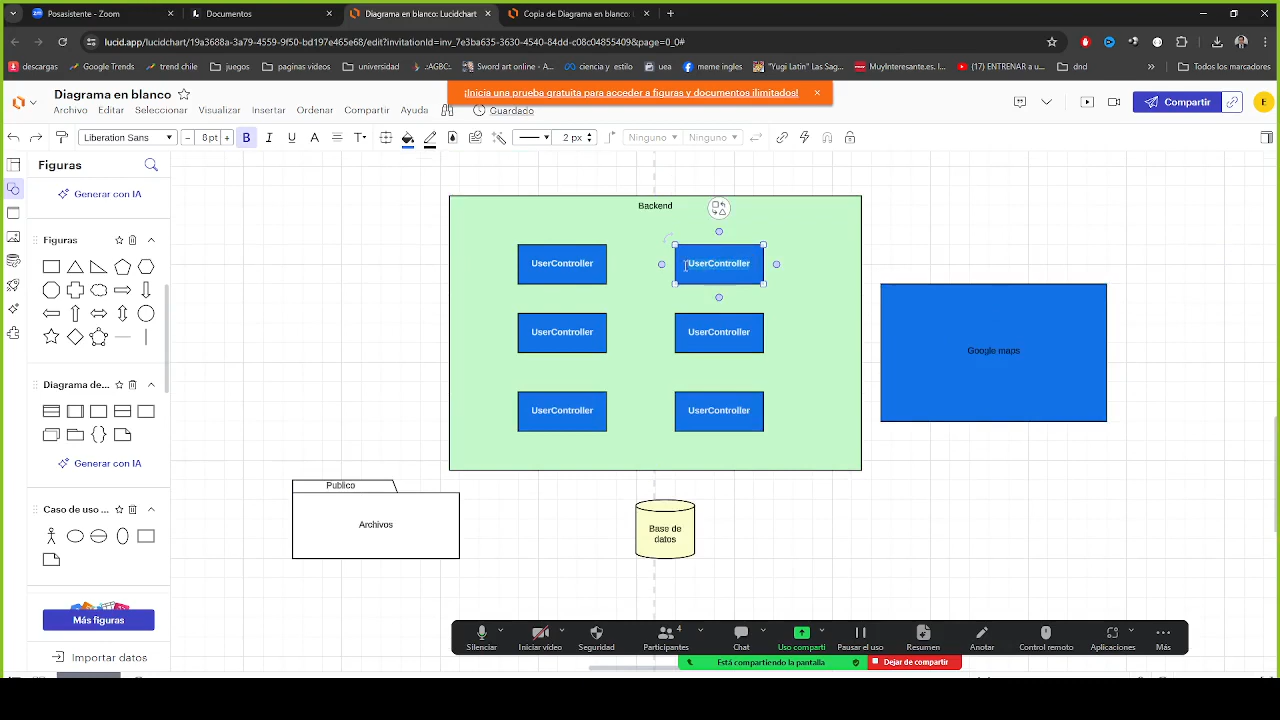 Posasistente - Zoom
Documentos
Diagrama en blanco: Lucidchart
Copia de Diagrama en blanco:
lucid.app/lucidchart/19a3688a-3a79-4559-9f50-bd197e465e68/edit?invitationId=inv_7e3ba635-3630-4540-84dd-c08c04855409&page=0_0#
descargas
Google Trends
trend chile
juegos
paginas videos
universidad
.:AGBC:.
Sword art online - A...
ciencia y estilo
uea
meme ingles
"Yugi Latin" Las Sag...
MuyInteresante.es. I...
(17) ENTRENAR a u...
dnd
Todos los marcadores
¡Inicia una prueba gratuita para acceder a figuras y documentos ilimitados!
Diagrama en blanco
Archivo
Editar
Seleccionar
Visualizar
Insertar
Ordenar
Compartir
Ayuda
Guardado
Compartir
E
Liberation Sans
8 pt
B
I
U
A
T
2 px
Ninguno
Ninguno
Figuras
Generar con IA
Figuras
Diagrama de...
Generar con IA
Caso de uso ...
Más figuras
Importar datos
Backend
UserController
UserController
UserController
UserController
UserController
UserController
Google maps
Publico
Archivos
Base de
datos
Silenciar
Iniciar video
Seguridad
4
Participantes
Chat
Uso comparti
Pausar el uso
Resumen
Anotar
Control remoto
Aplicaciones
Más
Está compartiendo la pantalla
Dejar de compartir